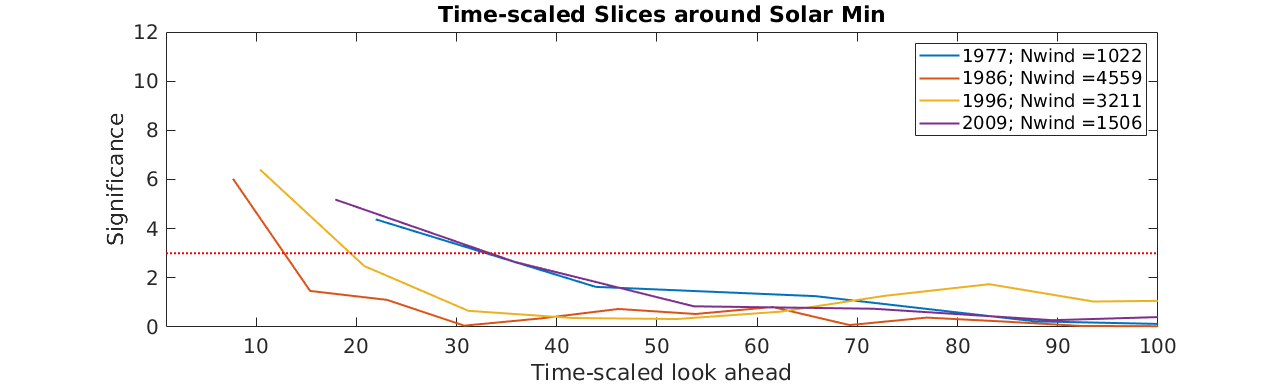 Time-scaled Slices around Solar Min
12
10
8
6
4
2
0
Significance
1977; Nwind =1022
1986; Nwind =4559
1996; Nwind =3211
2009; Nwind =1506
10 20 30 40 50 60 70 80 90 100
Time-scaled look ahead